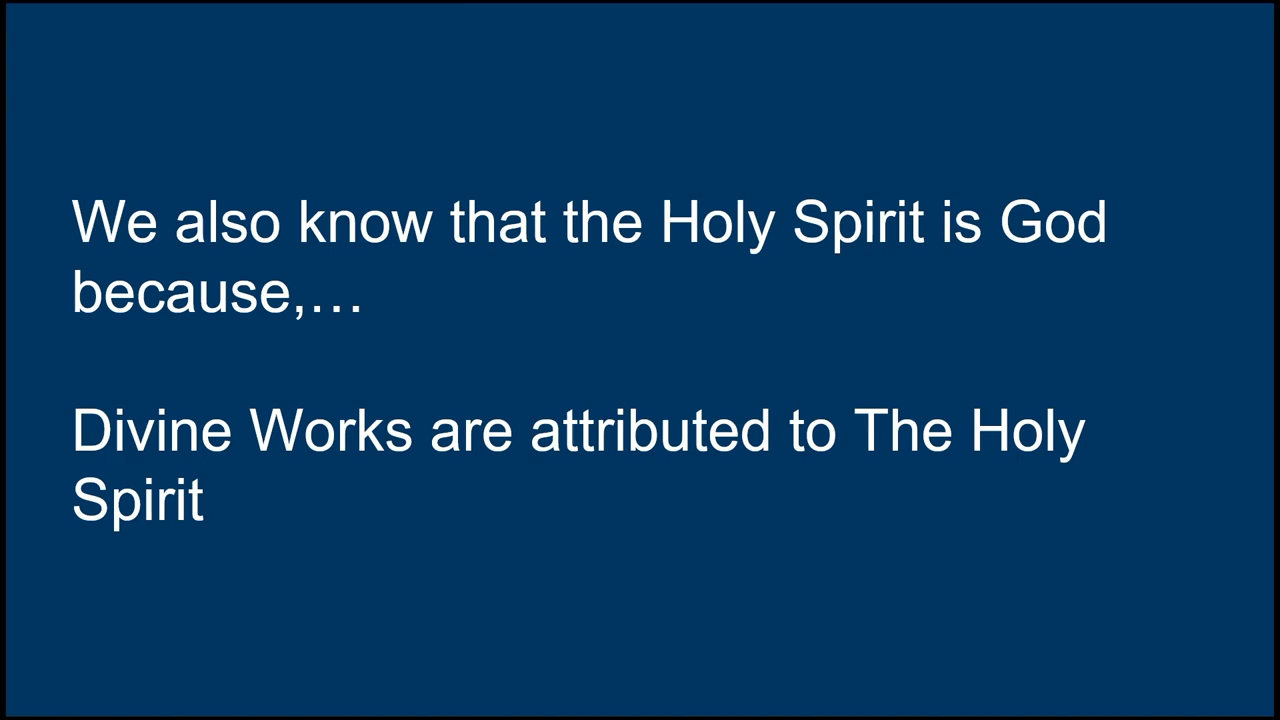 We also know that the Holy Spirit is God
because,…
Divine Works are attributed to The Holy
Spirit